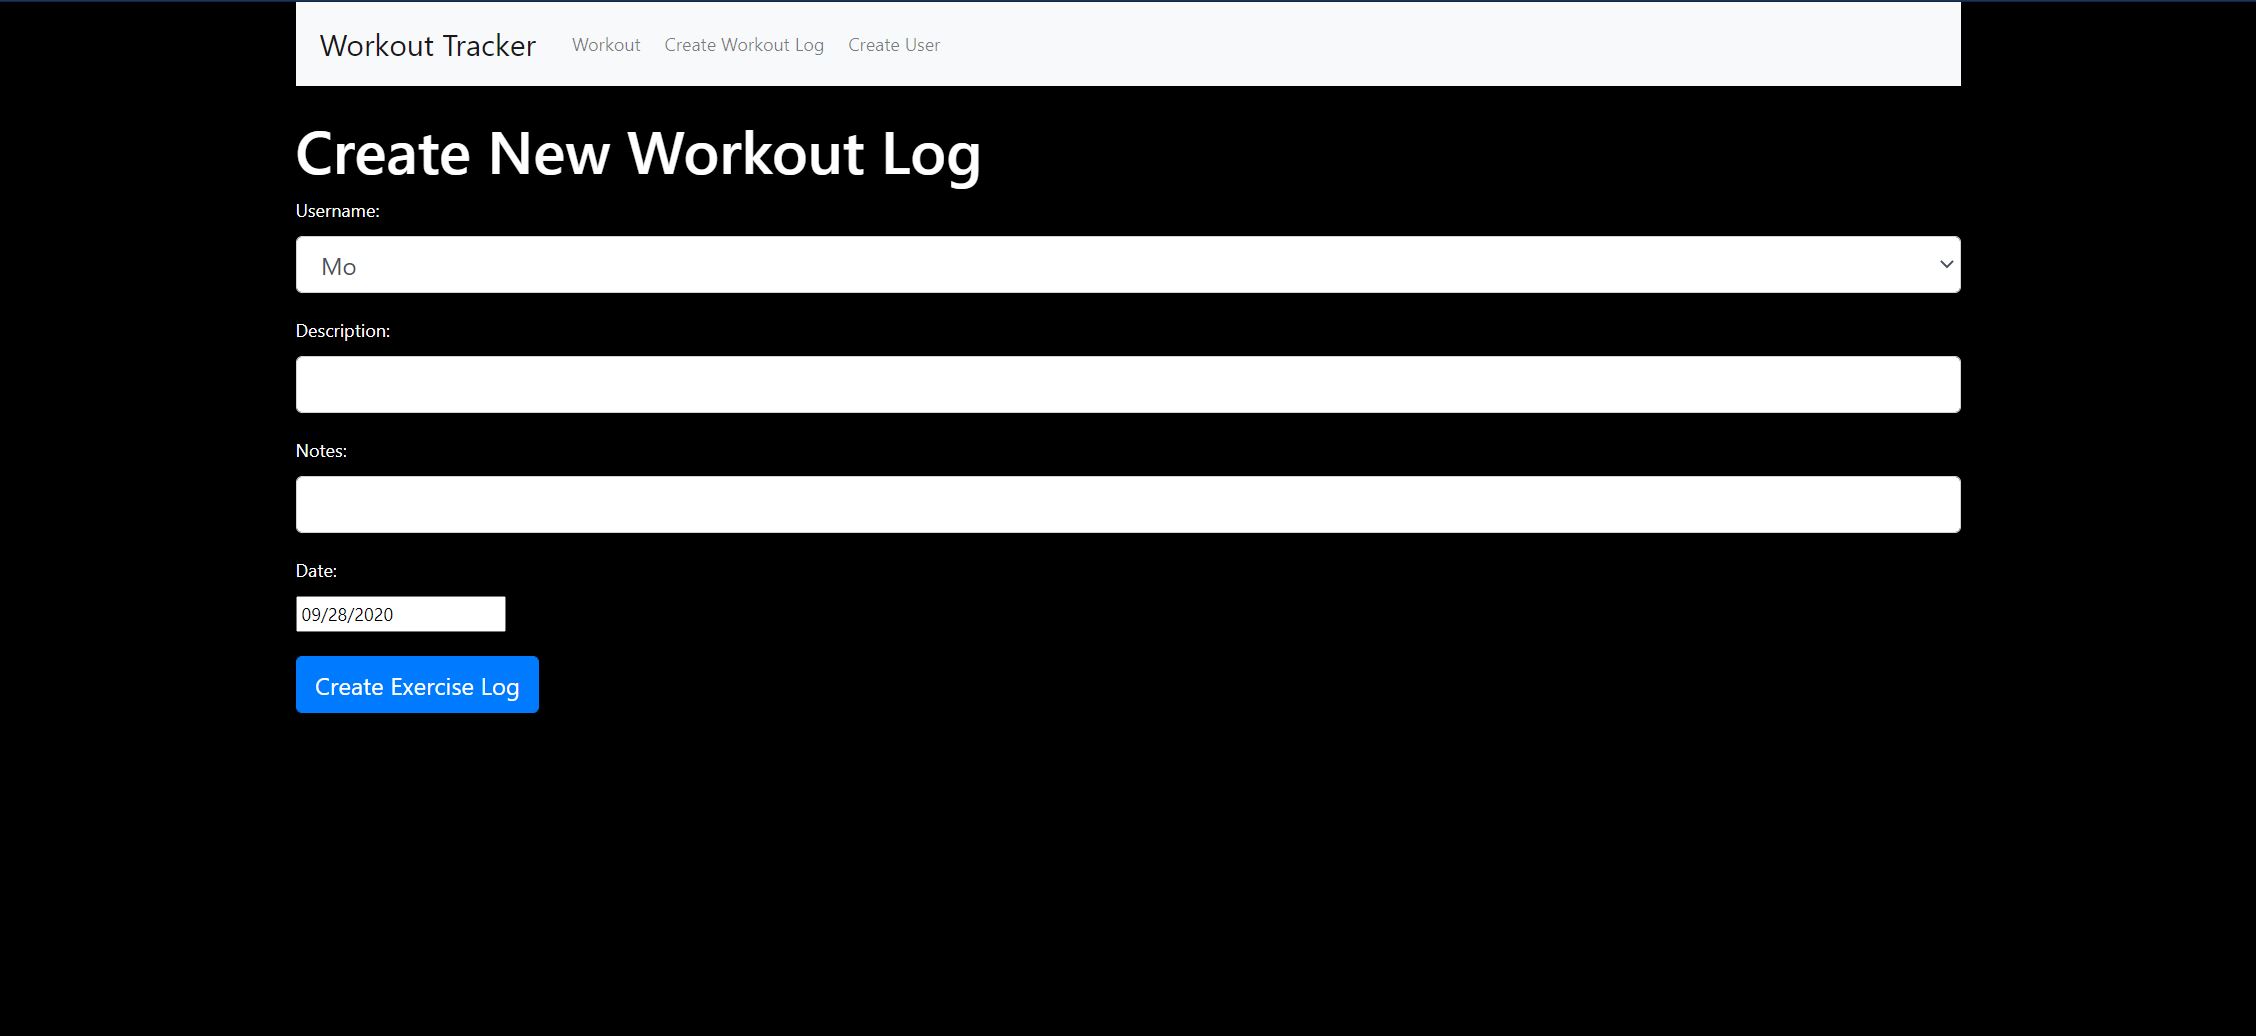 Workout Tracker Workout Create Workout Log Create User
Create New Workout Log
Username:
Mo
Description:
Notes:
Date:
09/28/2020
Create Exercise Log